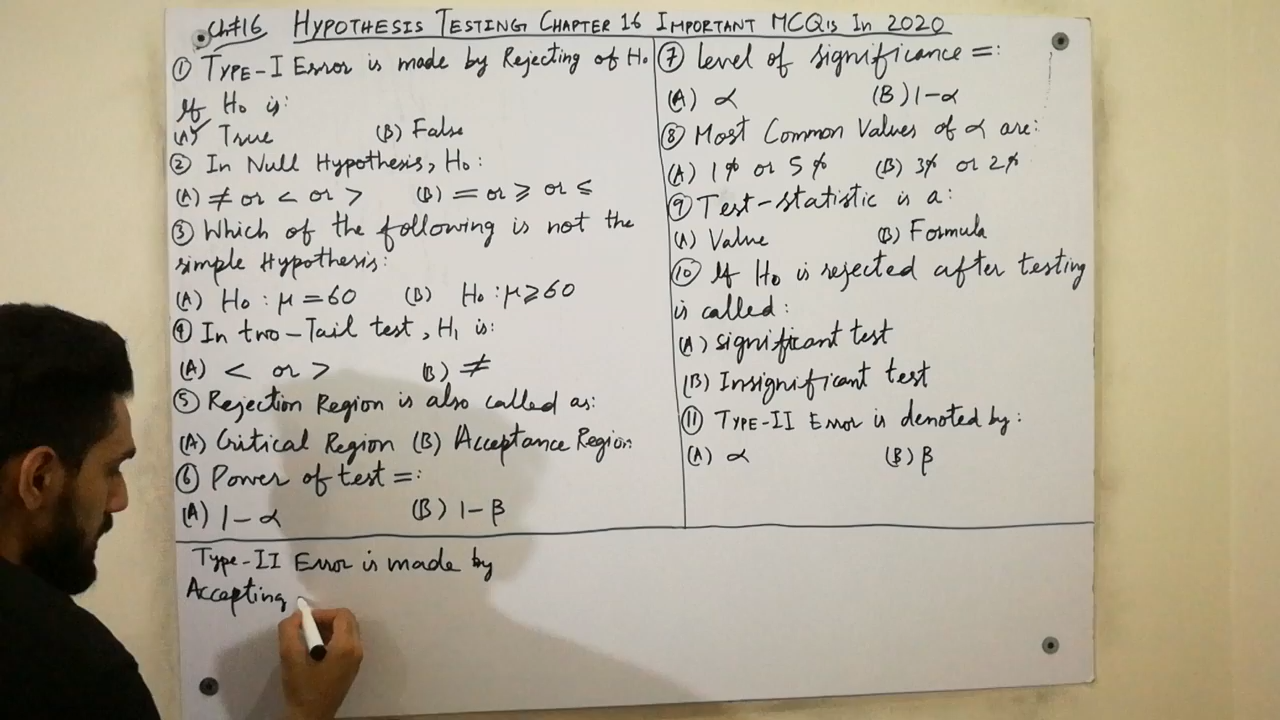 Ch#16 HYPOTHESIS TESTING CHAPTER 16 IMPORTANT MCQ's In 2020
① TYPE-I Error is made by Rejecting of H₀
If H₀ is:
(A) ✓ True (B) False
② In Null Hypothesis, H₀:
(A) ≠ or < or > (B) = or ≥ or ≤
③ Which of the following is not the
simple Hypothesis:
(A) H₀ : μ = 60 (B) H₀ : μ ≥ 60
④ In two-Tail test, H₁ is:
(A) < or > (B) ≠
⑤ Rejection Region is also called as:
(A) Critical Region (B) Acceptance Region
⑥ Power of test =:
(A) 1-α (B) 1-β
⑦ level of significance =:
(A) α (B) 1-α
⑧ Most Common Values of α are:
(A) 1% or 5% (B) 3% or 2%
⑨ Test-statistic is a:
(A) Value (B) Formula
⑩ If H₀ is rejected after testing
is called:
(A) significant test
(B) Insignificant test
⑪ TYPE-II Error is denoted by:
(A) α (B) β
Type-II Error is made by
Accepting